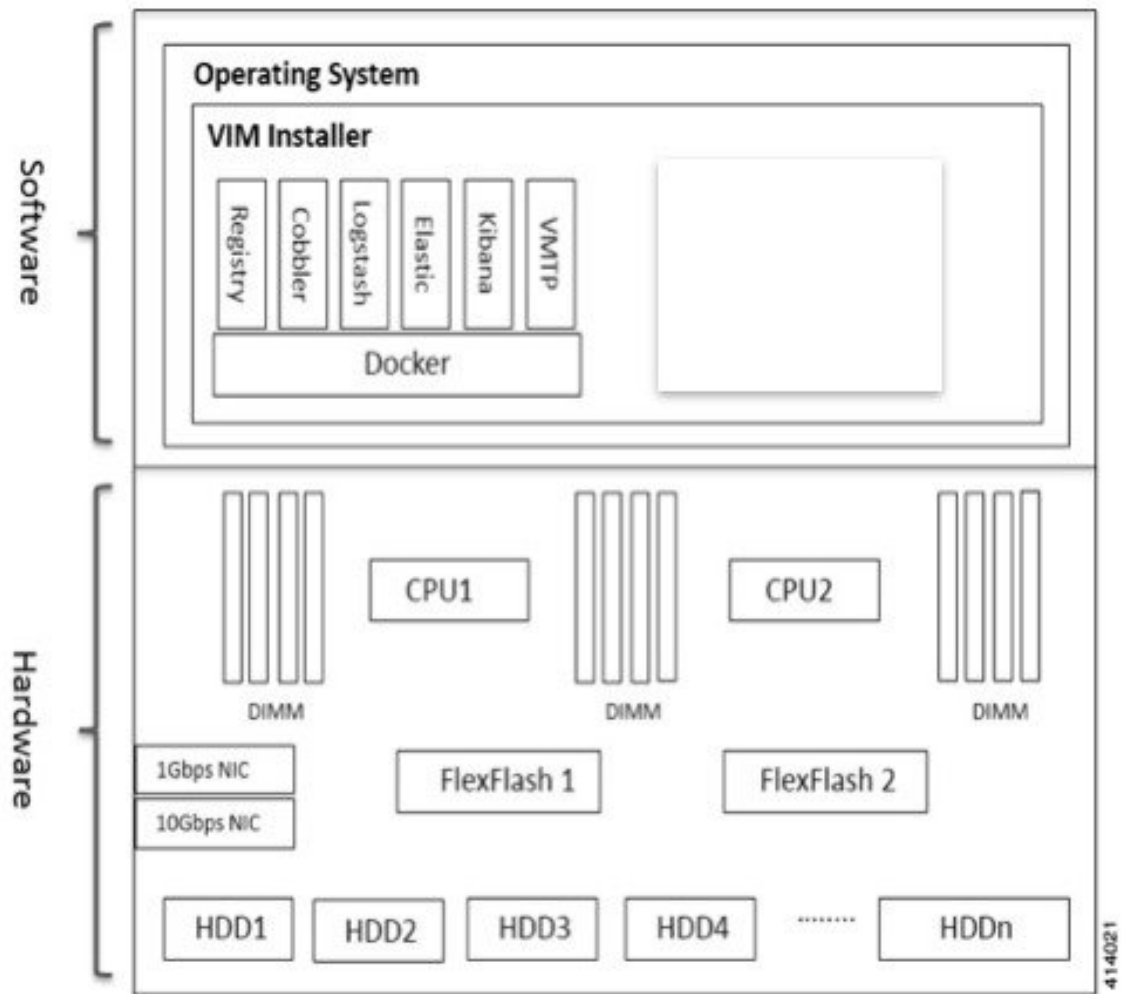 Software
Operating System
VIM Installer
Registry
Cobbler
Logstash
Elastic
Kibana
VMTP
Docker
Hardware
CPU1
CPU2
DIMM
DIMM
DIMM
1Gbps NIC
10Gbps NIC
FlexFlash 1
FlexFlash 2
HDD1
HDD2
HDD3
HDD4
........
HDDn
414021